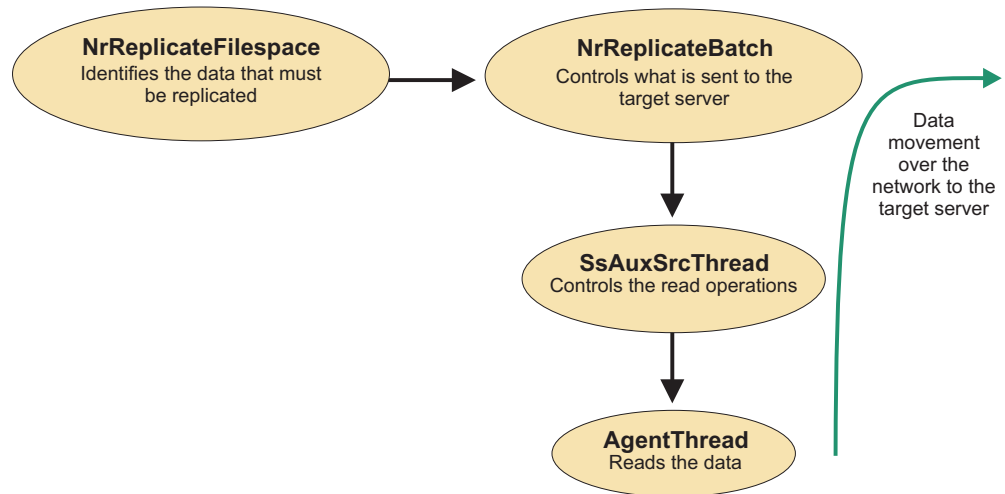 NrReplicateFilespace
Identifies the data that must
be replicated
NrReplicateBatch
Controls what is sent to the
target server
Data
movement
over the
network to the
target server
SsAuxSrcThread
Controls the read operations
AgentThread
Reads the data